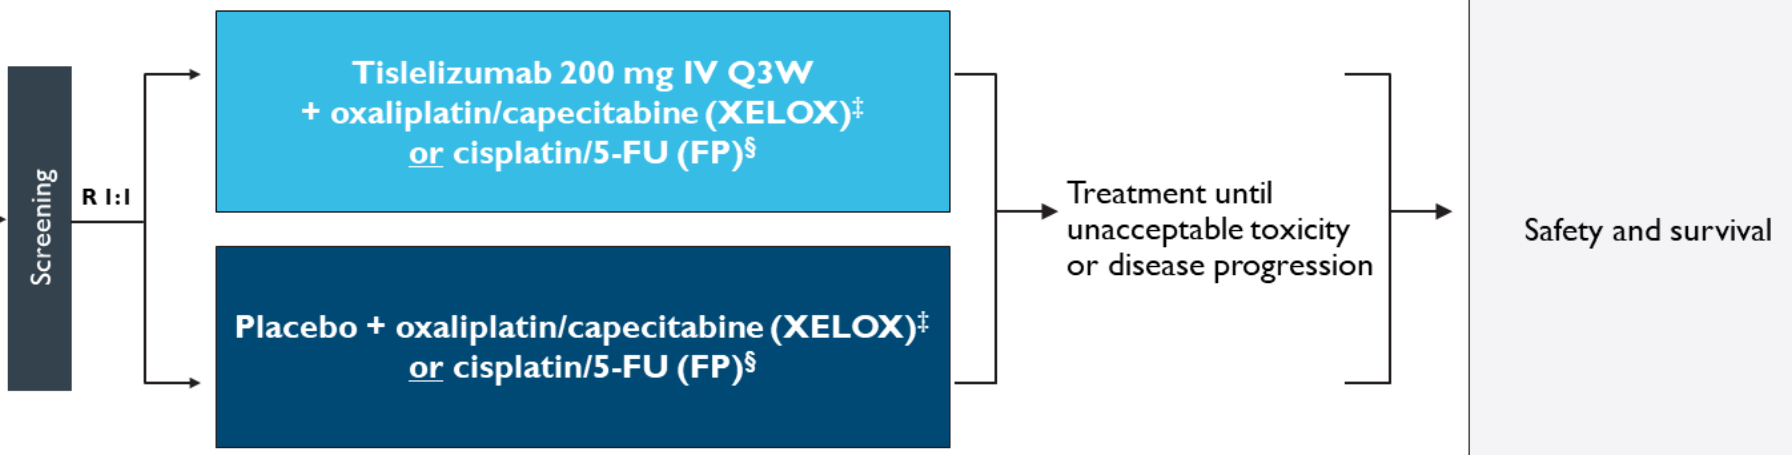 Screening
R 1:1
Tislelizumab 200 mg IV Q3W
+ oxaliplatin/capecitabine (XELOX)‡
or cisplatin/5-FU (FP)§
Placebo + oxaliplatin/capecitabine (XELOX)‡
or cisplatin/5-FU (FP)§
Treatment until
unacceptable toxicity
or disease progression
Safety and survival